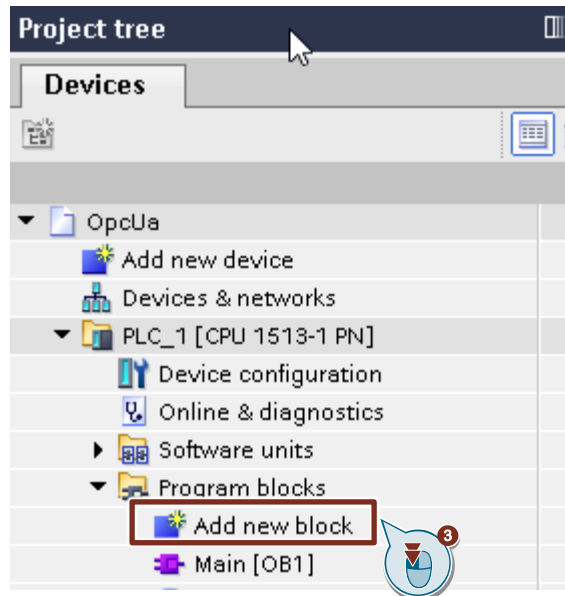 Project tree
Devices
OpcUa
Add new device
Devices & networks
PLC_1 [CPU 1513-1 PN]
Device configuration
Online & diagnostics
Software units
Program blocks
Add new block
3
Main [OB1]